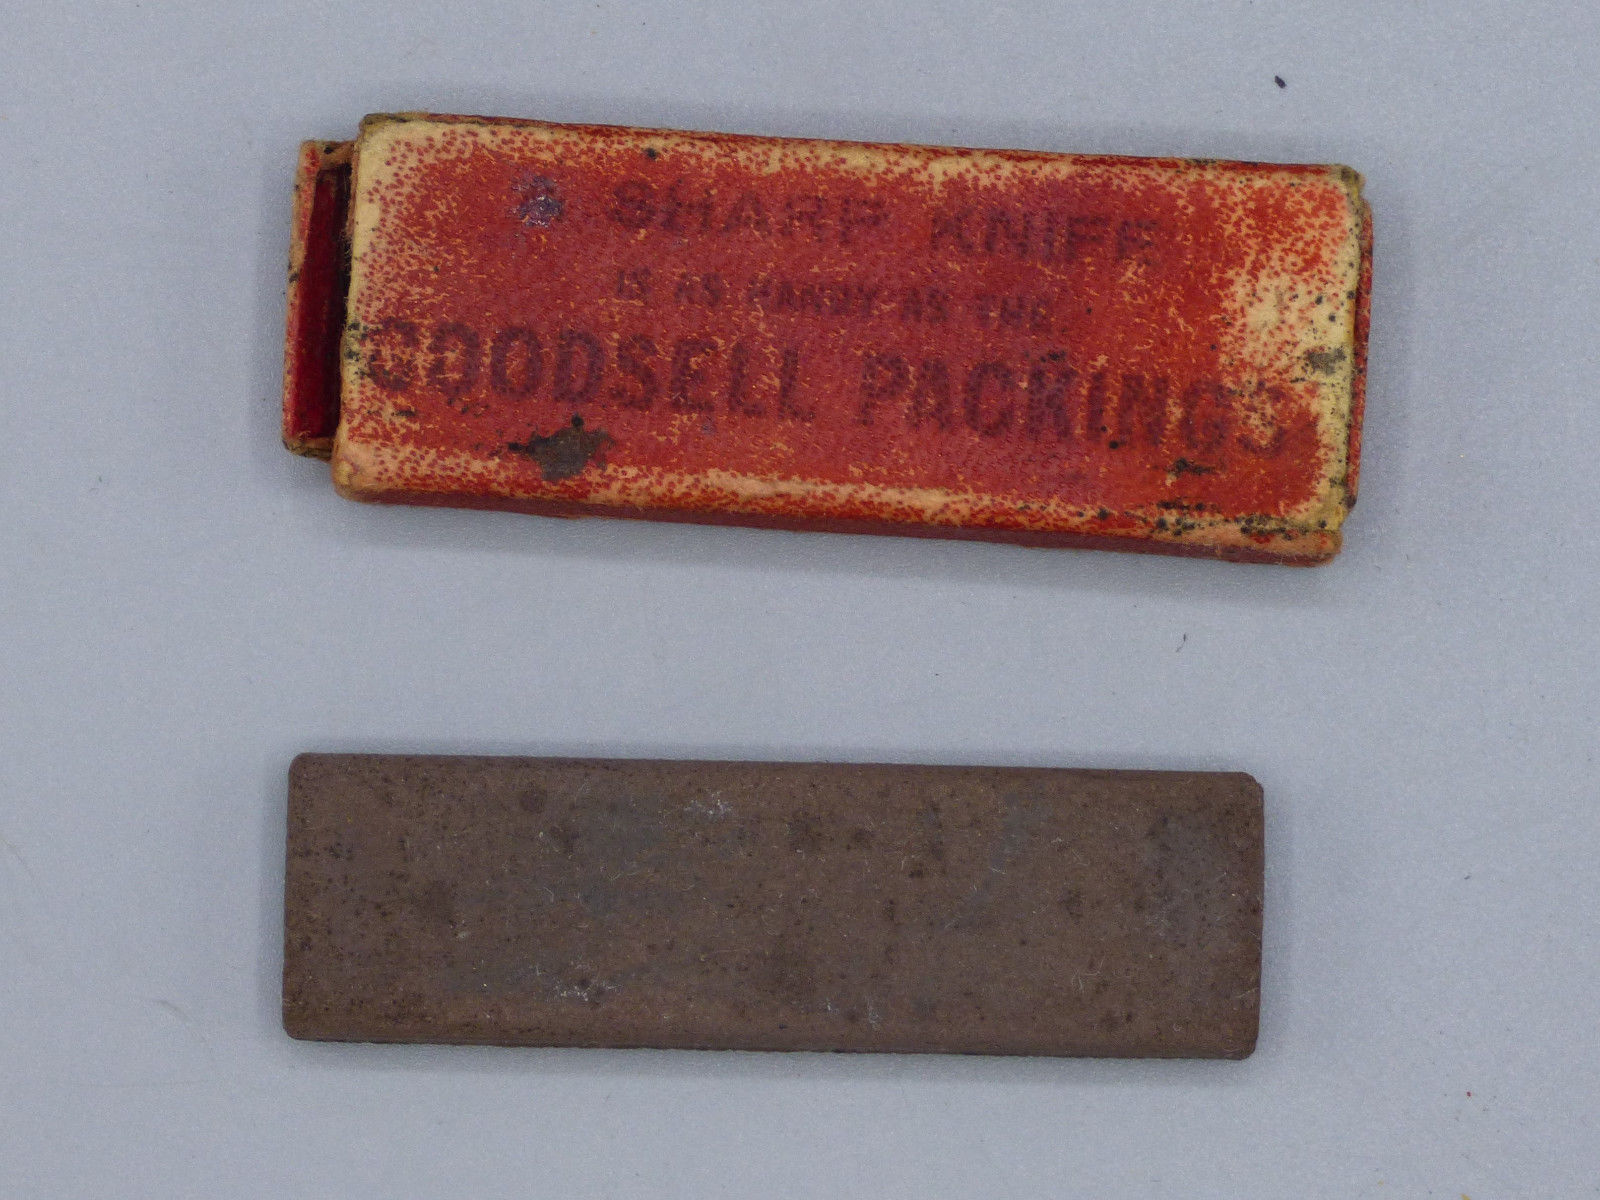 SHARP KNIFE
IS AS HANDY AS THE
GOODSELL PACKINGS